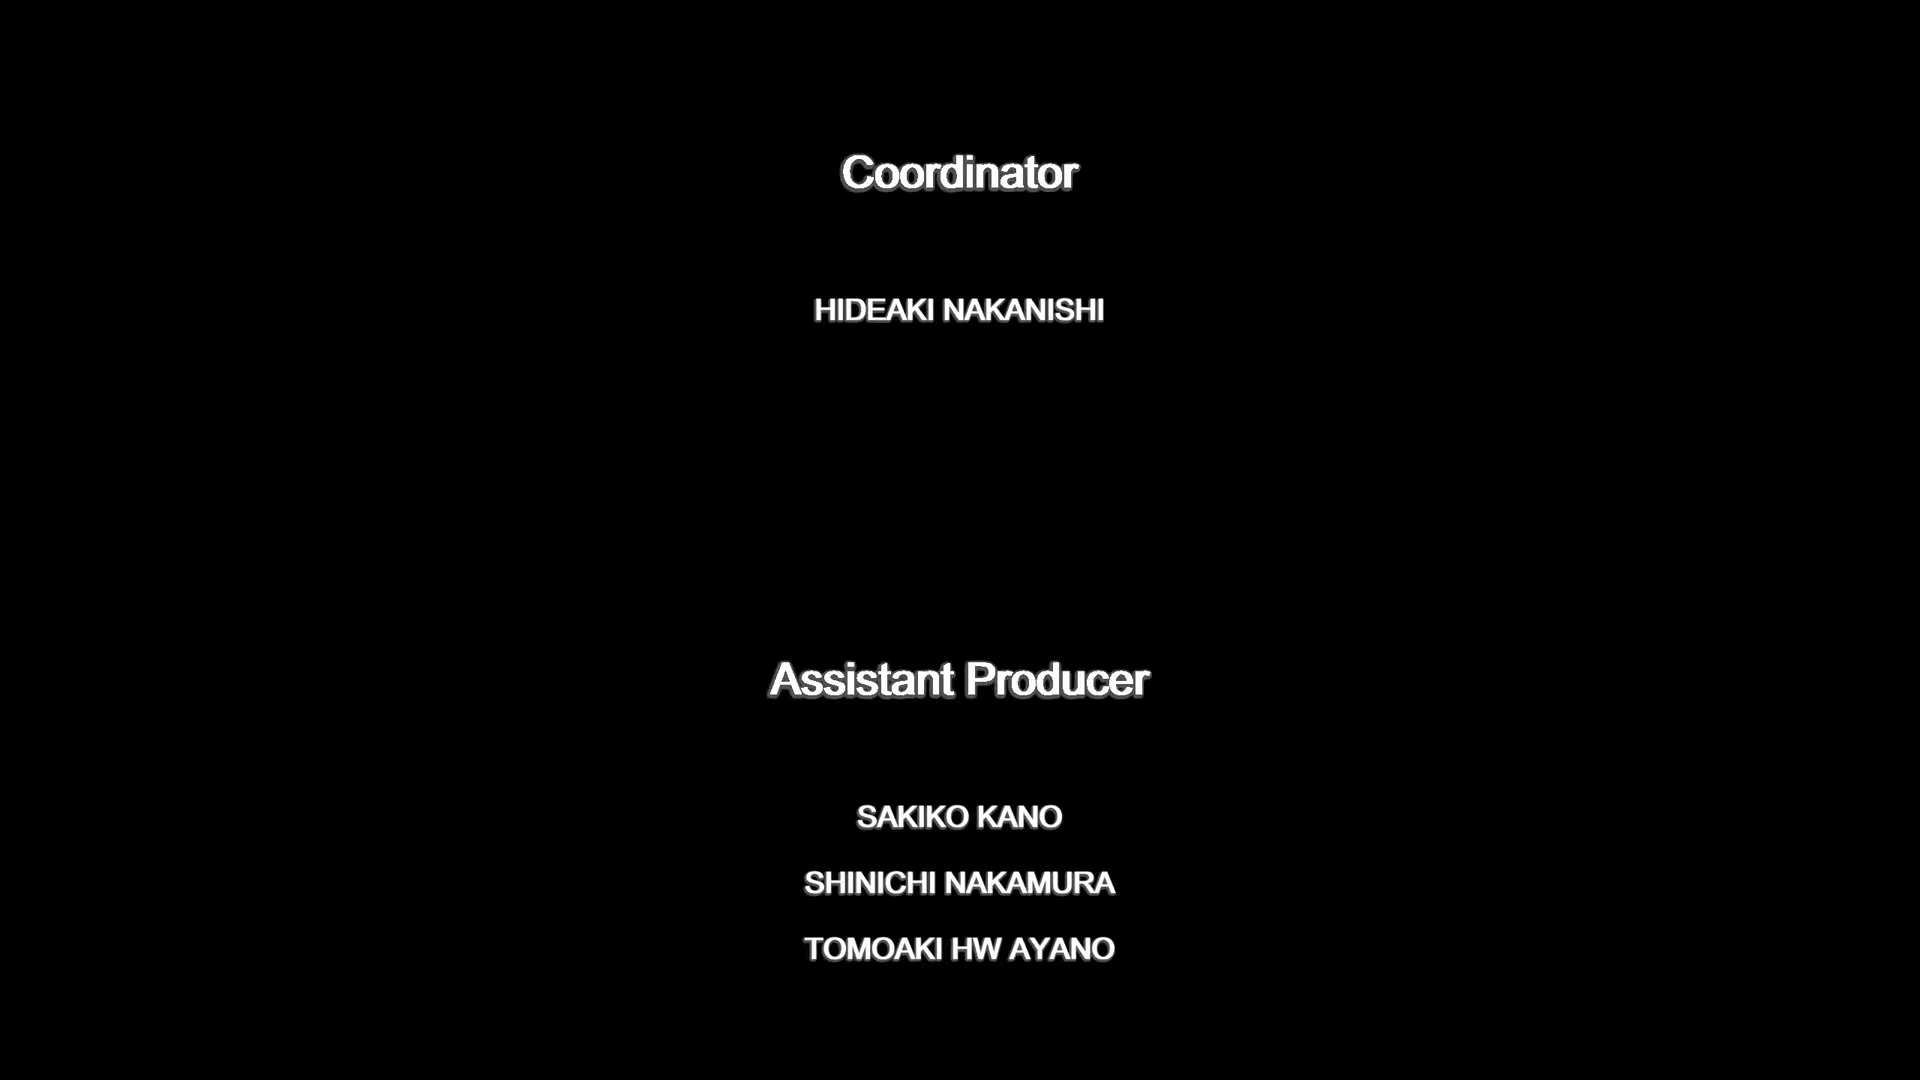 Coordinator
HIDEAKI NAKANISHI
Assistant Producer
SAKIKO KANO
SHINICHI NAKAMURA
TOMOAKI HW AYANO